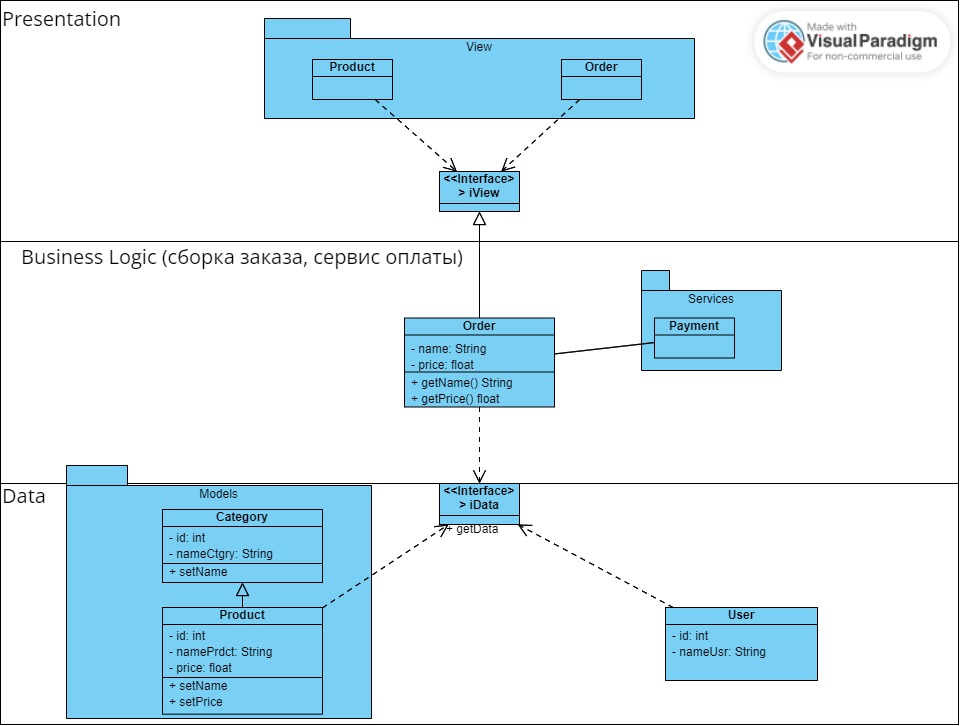 Presentation
Made with
VisualParadigm
For non-commercial use
View
Product
Order
<<Interface>
> iView
Business Logic (сборка заказа, сервис оплаты)
Services
Order
Payment
- name: String
- price: float
+ getName() String
+ getPrice() float
Data
Models
<<Interface>
> iData
+ getData
Category
- id: int
- nameCtgry: String
+ setName
Product
- id: int
- namePrdct: String
- price: float
+ setName
+ setPrice
User
- id: int
- nameUsr: String